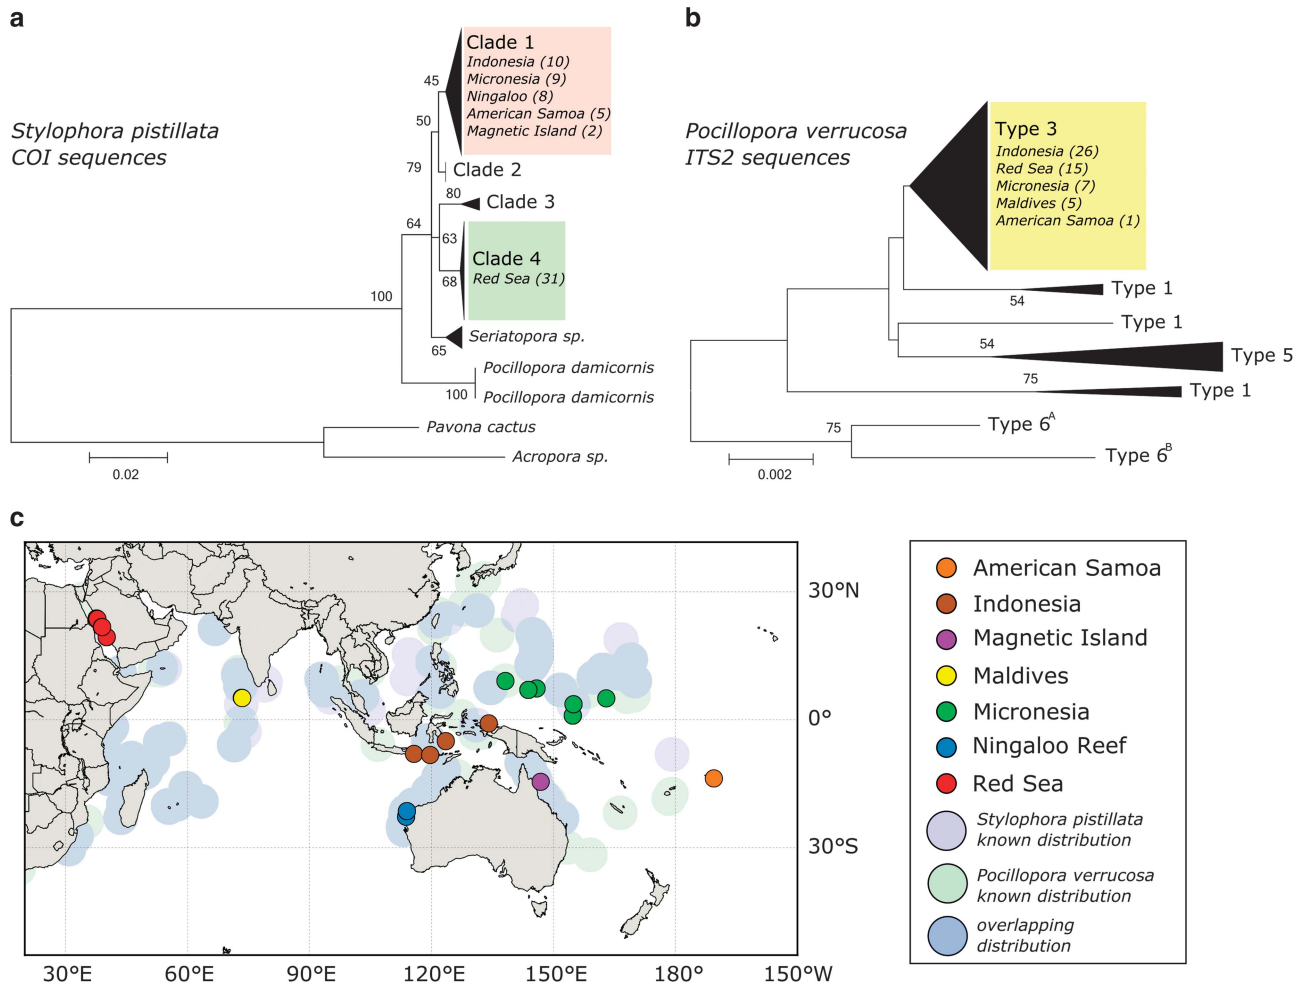 a
Stylophora pistillata
COI sequences
Clade 1
Indonesia (10)
Micronesia (9)
Ningaloo (8)
American Samoa (5)
Magnetic Island (2)
45
50
79
Clade 2
80
Clade 3
64
63
Clade 4
Red Sea (31)
68
100
Seriatopora sp.
65
Pocillopora damicornis
100
Pocillopora damicornis
Pavona cactus
Acropora sp.
0.02
b
Pocillopora verrucosa
ITS2 sequences
Type 3
Indonesia (26)
Red Sea (15)
Micronesia (7)
Maldives (5)
American Samoa (1)
Type 1
54
Type 1
54
Type 5
75
Type 1
75
Type 6A
Type 6B
0.002
c
30°N
0°
30°S
30°E
60°E
90°E
120°E
150°E
180°
150°W
American Samoa
Indonesia
Magnetic Island
Maldives
Micronesia
Ningaloo Reef
Red Sea
Stylophora pistillata
known distribution
Pocillopora verrucosa
known distribution
overlapping
distribution